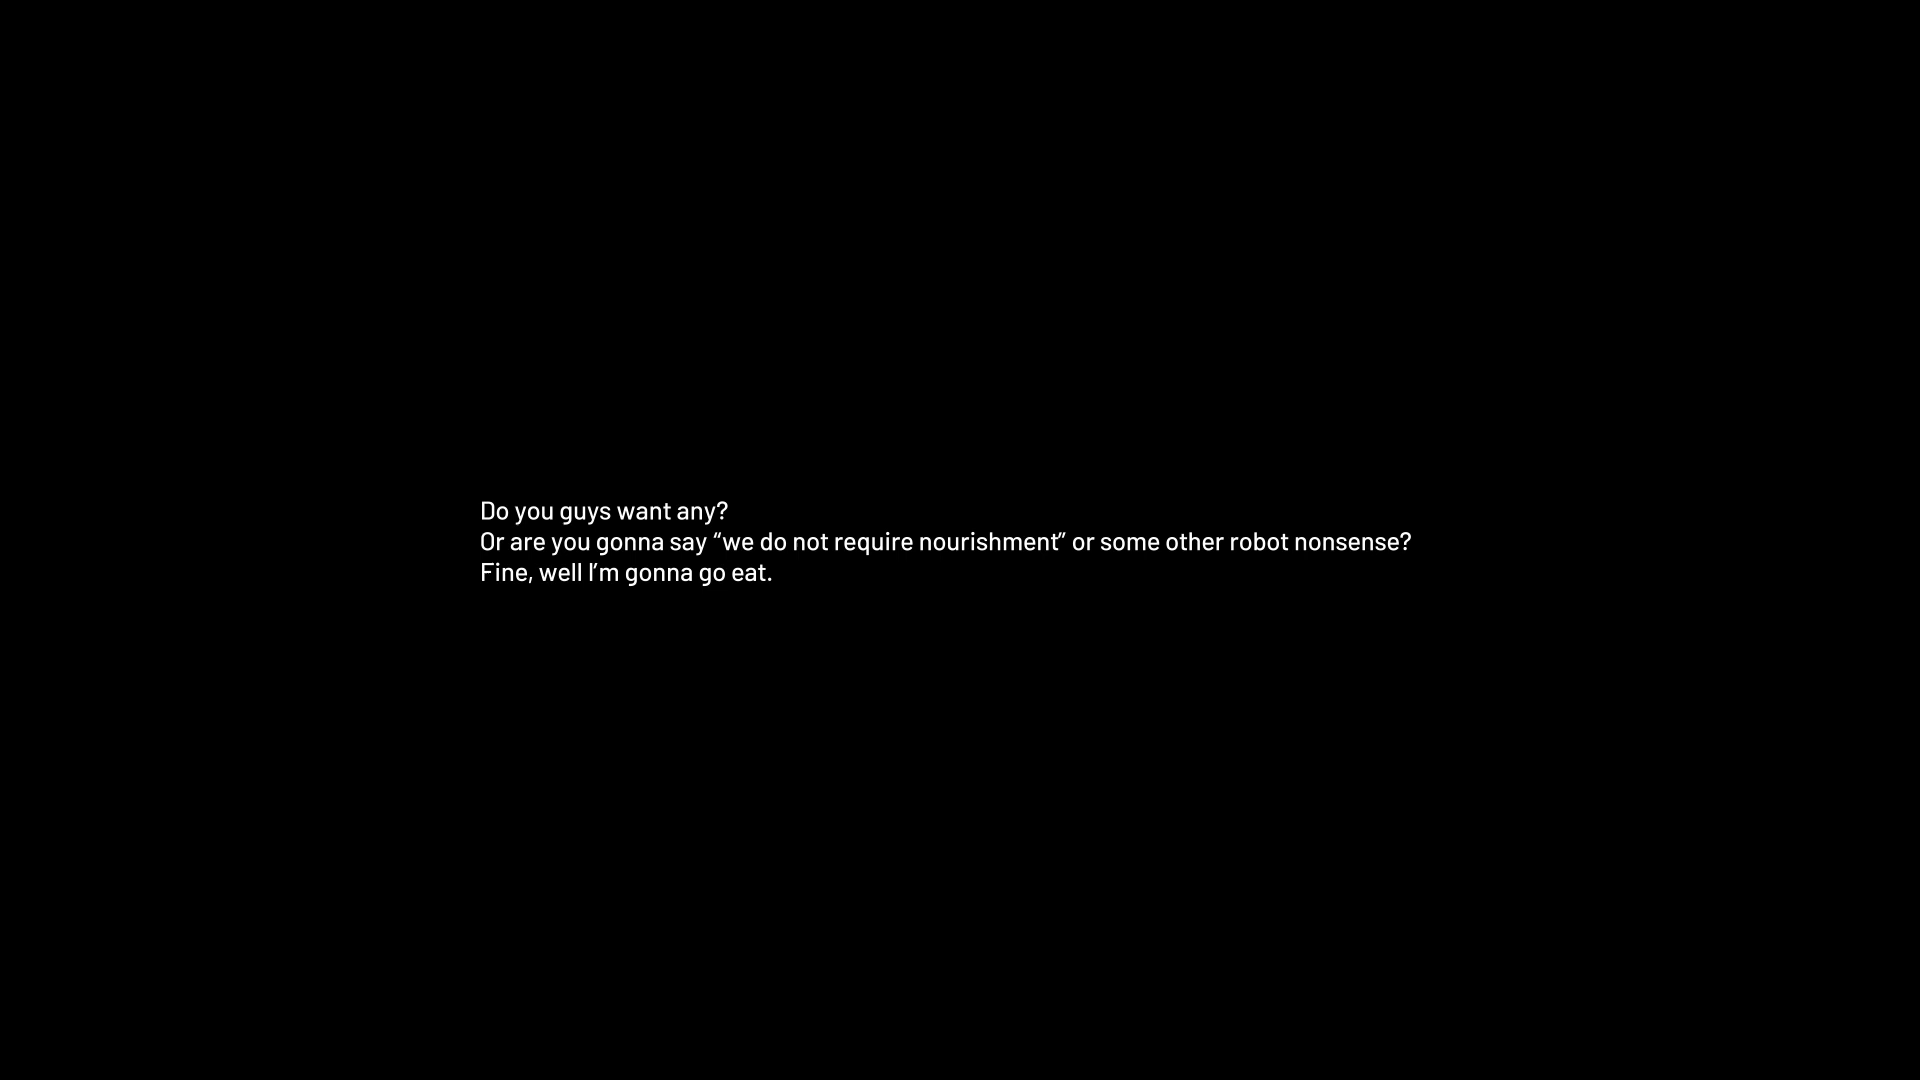 Do you guys want any?
Or are you gonna say “we do not require nourishment” or some other robot nonsense?
Fine, well I’m gonna go eat.